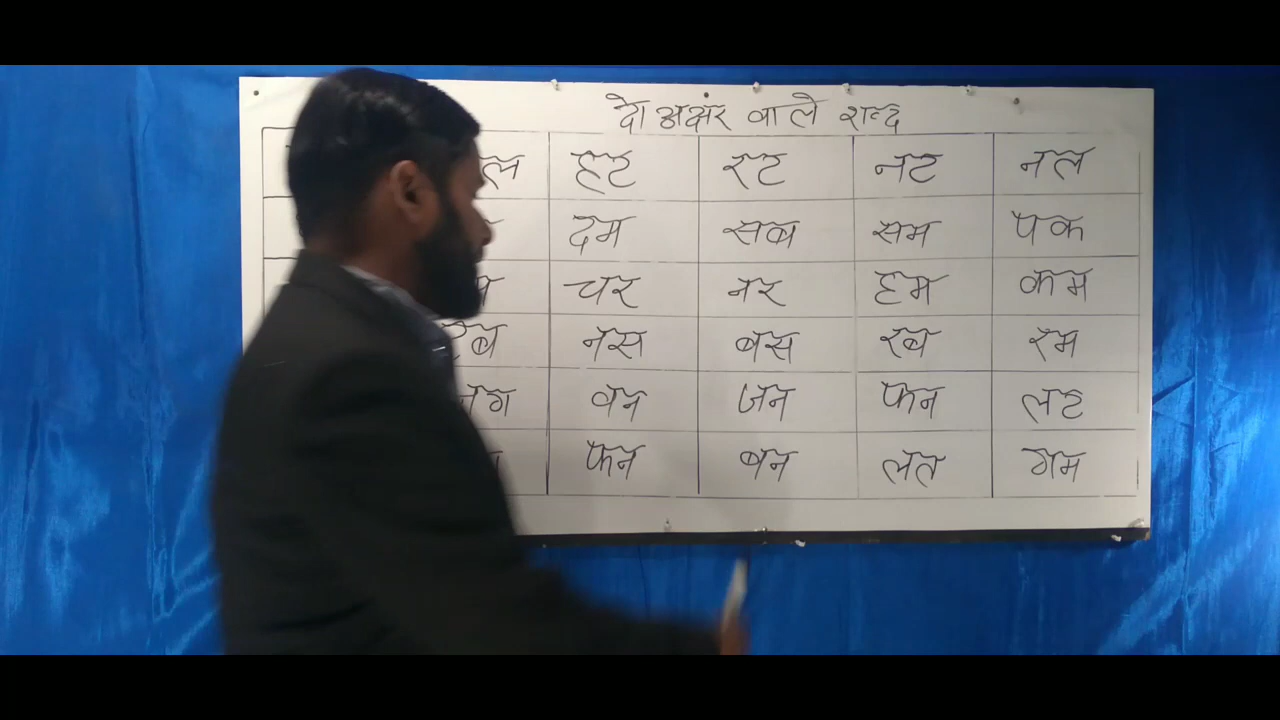 दो अक्षर वाले शब्द
हट रट नट नल
दम सब सम पक
चर नर हम कम
नस बस रब रम
वन जन फन लट
फन बन लत गम